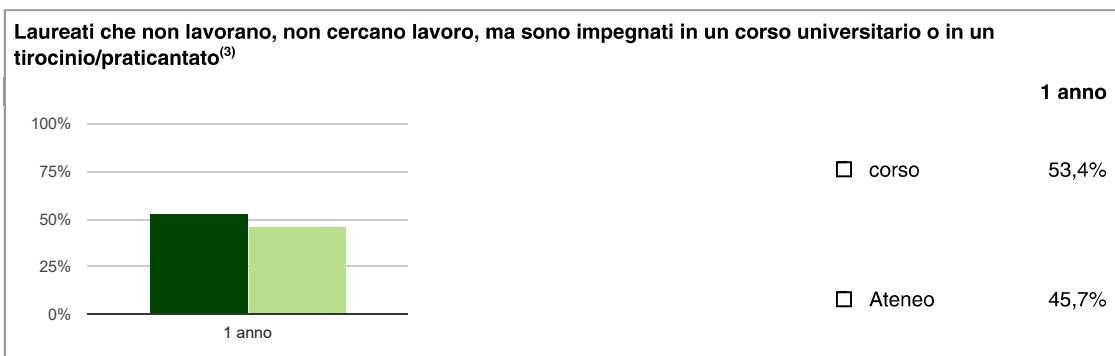 Laureati che non lavorano, non cercano lavoro, ma sono impegnati in un corso universitario o in un
tirocinio/praticantato(3)
1 anno
100%
75%
50%
25%
0%
1 anno
corso 53,4%
Ateneo 45,7%